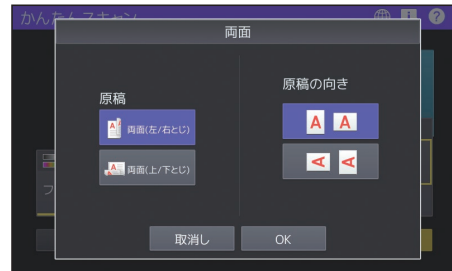 かんたんスキャン
両面
原稿
両面(左/右とじ)
両面(上/下とじ)
原稿の向き
A A
A A
フ
取消し
OK